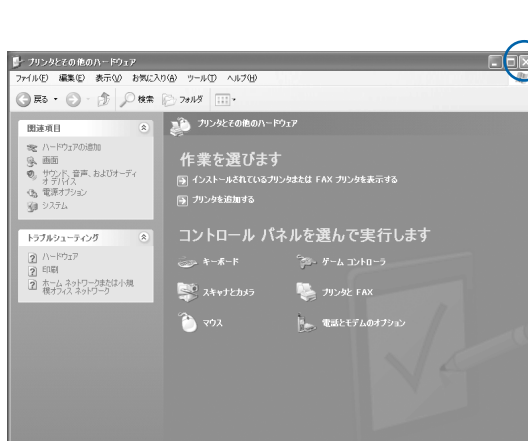 プリンタとその他のハードウェア
ファイル(F) 編集(E) 表示(V) お気に入り(A) ツール(T) ヘルプ(H)
戻る 検索 フォルダ
関連項目
ハードウェアの追加
画面
サウンド、音声、およびオーディオ デバイス
電源オプション
システム
トラブルシューティング
ハードウェア
印刷
ホーム ネットワークまたは小規模オフィス ネットワーク
プリンタとその他のハードウェア
作業を選びます
インストールされているプリンタまたは FAX プリンタを表示する
プリンタを追加する
コントロール パネルを選んで実行します
キーボード ゲーム コントローラ
スキャナとカメラ プリンタと FAX
マウス 電話とモデムのオプション